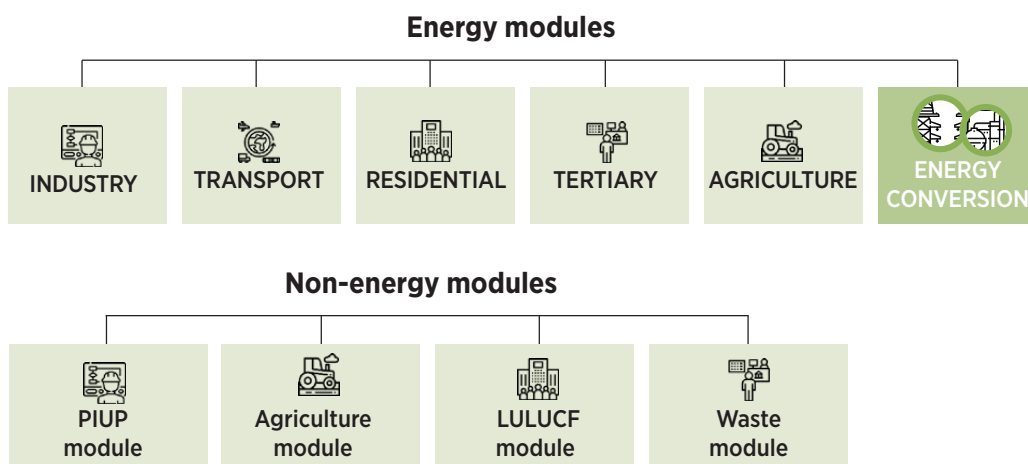 Energy modules
INDUSTRY
TRANSPORT
RESIDENTIAL
TERTIARY
AGRICULTURE
ENERGY
CONVERSION
Non-energy modules
PIUP
module
Agriculture
module
LULUCF
module
Waste
module